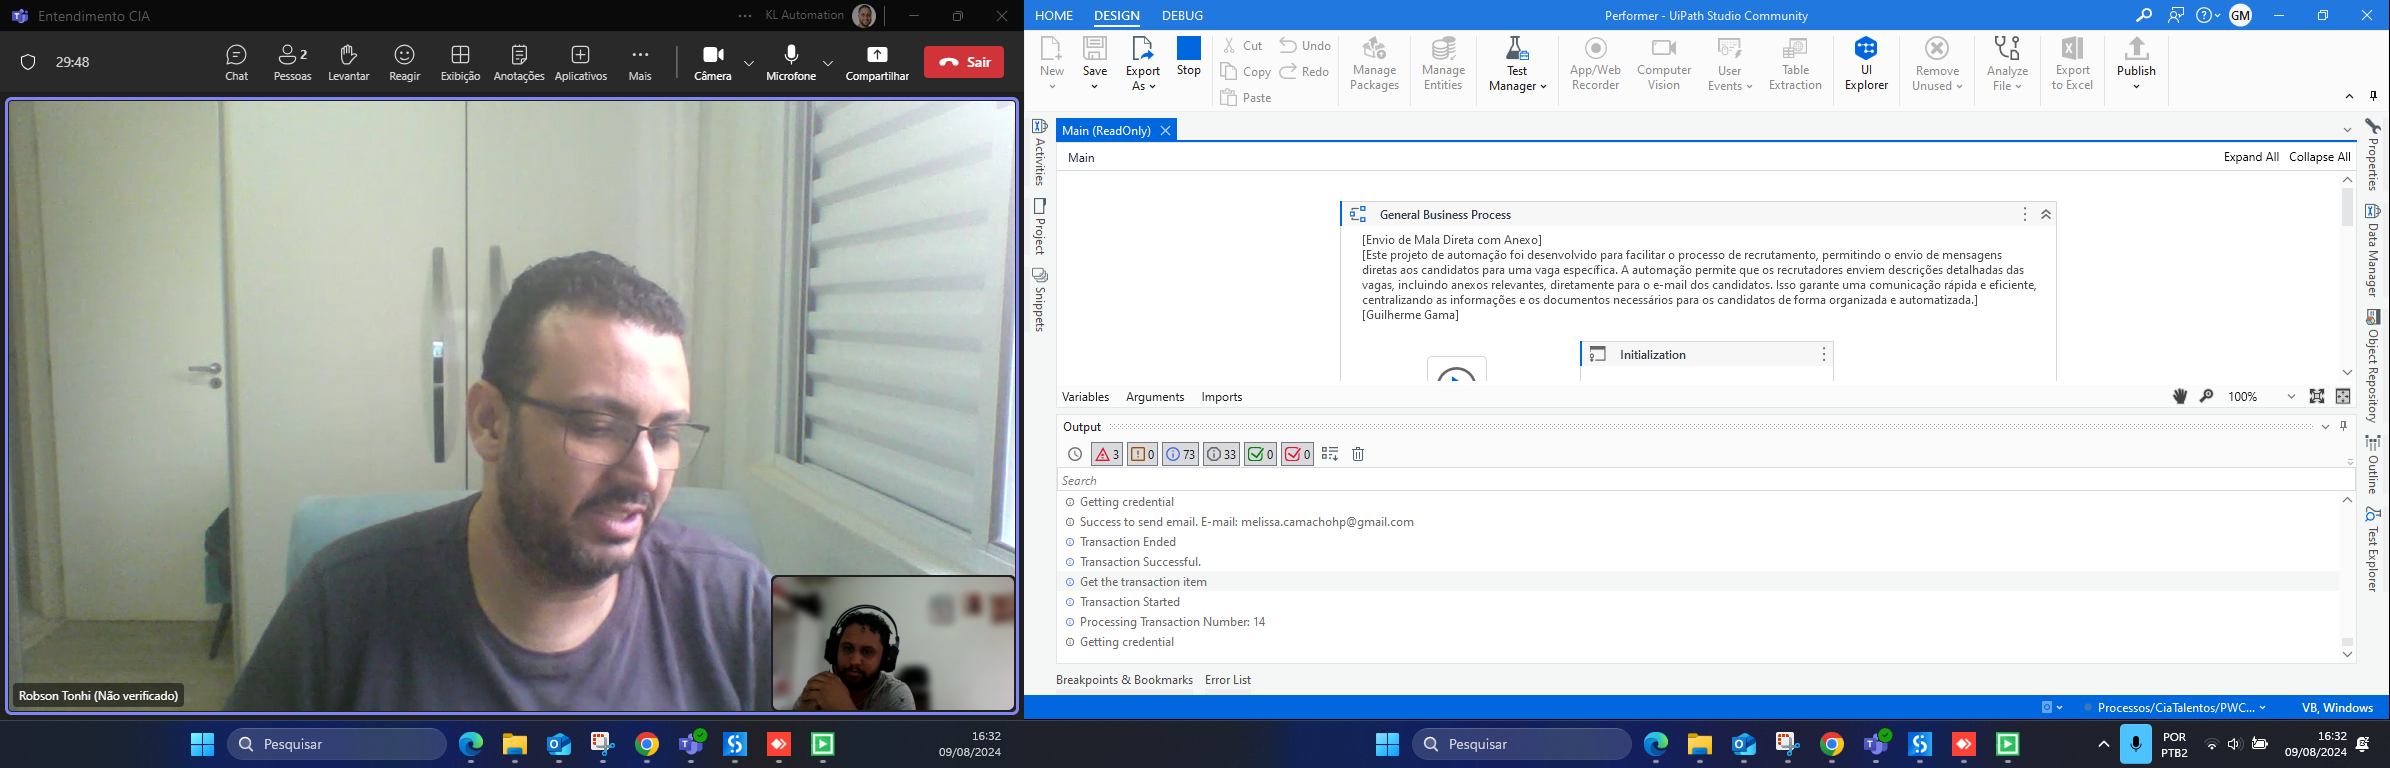 Entendimento CIA
KL Automation
29:48
2
Chat
Pessoas
Levantar
Reagir
Exibição
Anotações
Aplicativos
Mais
Câmera
Microfone
Compartilhar
Sair
Robson Tonhi (Não verificado)
HOME
DESIGN
DEBUG
Performer - UiPath Studio Community
GM
New
Save
Export
As
Stop
Cut
Copy
Paste
Undo
Redo
Manage
Packages
Manage
Entities
Test
Manager
App/Web
Recorder
Computer
Vision
User
Events
Table
Extraction
UI
Explorer
Remove
Unused
Analyze
File
Export
to Excel
Publish
Activities
Project
Snippets
Main (ReadOnly)
Main
Expand All
Collapse All
General Business Process
[Envio de Mala Direta com Anexo]
[Este projeto de automação foi desenvolvido para facilitar o processo de recrutamento, permitindo o envio de mensagens
diretas aos candidatos para uma vaga específica. A automação permite que os recrutadores enviem descrições detalhadas das
vagas, incluindo anexos relevantes, diretamente para o e-mail dos candidatos. Isso garante uma comunicação rápida e eficiente,
centralizando as informações e os documentos necessários para os candidatos de forma organizada e automatizada.]
[Guilherme Gama]
Initialization
Variables
Arguments
Imports
100%
Output
3
0
73
33
0
0
Search
Getting credential
Success to send email. E-mail: melissa.camachohp@gmail.com
Transaction Ended
Transaction Successful.
Get the transaction item
Transaction Started
Processing Transaction Number: 14
Getting credential
Breakpoints & Bookmarks
Error List
Properties
Data Manager
Object Repository
Outline
Test Explorer
Processos/CiaTalentos/PWC...
VB, Windows
Pesquisar
16:32
09/08/2024
Pesquisar
POR
PTB2
16:32
09/08/2024